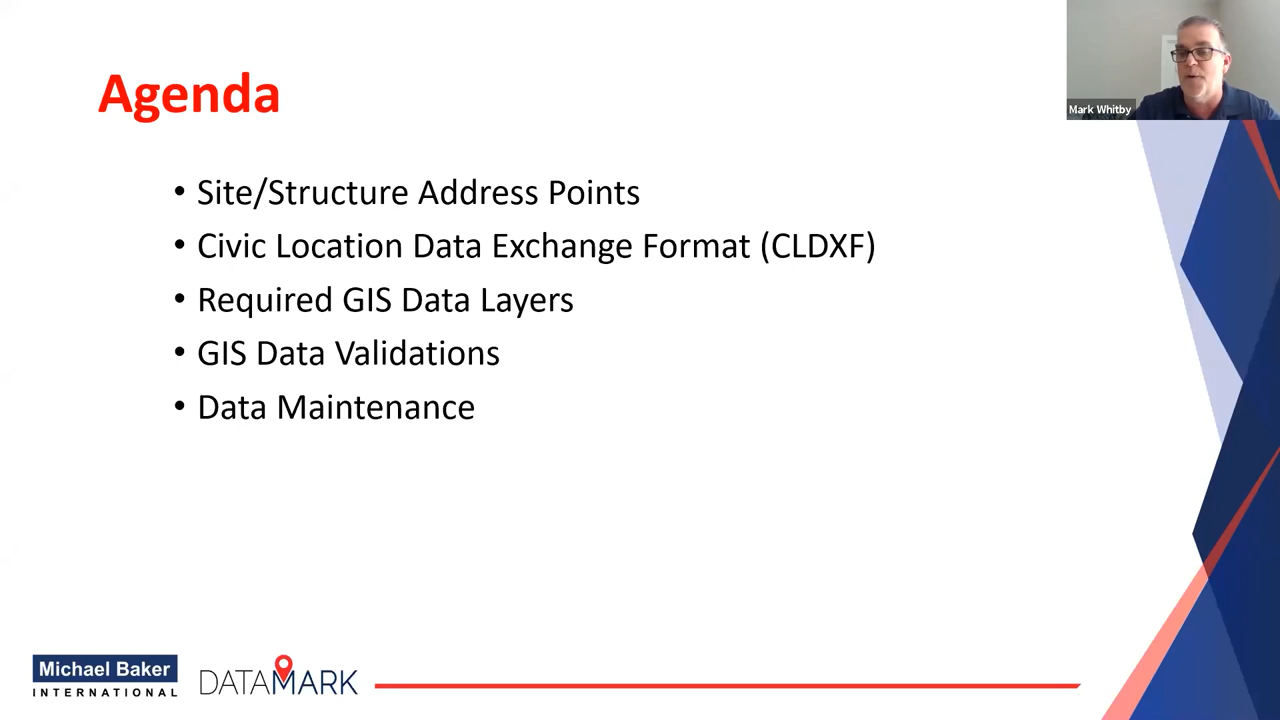 Agenda
Mark Whitby
• Site/Structure Address Points
• Civic Location Data Exchange Format (CLDXF)
• Required GIS Data Layers
• GIS Data Validations
• Data Maintenance
Michael Baker
INTERNATIONAL
DATAMARK